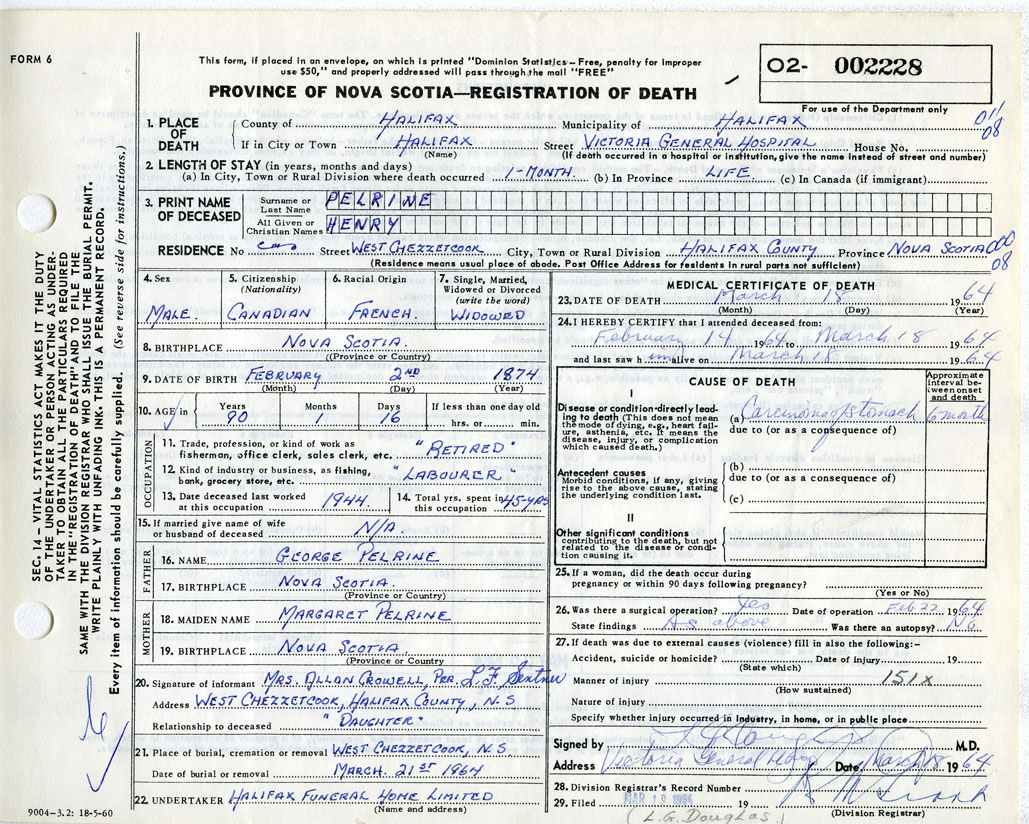 FORM 6
This form, if placed in an envelope, on which is printed "Dominion Statistics - Free, penalty for improper
use $50," and properly addressed will pass through the mail "FREE"
O2- 002228
For use of the Department only
PROVINCE OF NOVA SCOTIA—REGISTRATION OF DEATH
1. PLACE OF DEATH
County of HALIFAX Municipality of HALIFAX 01/08
If in City or Town HALIFAX Street VICTORIA GENERAL HOSPITAL House No.
(Name) (If death occurred in a hospital or institution, give the name instead of street and number)
2. LENGTH OF STAY (in years, months and days)
(a) In City, Town or Rural Division where death occurred 1-MONTH. (b) In Province LIFE. (c) In Canada (if immigrant)
3. PRINT NAME OF DECEASED
Surname or Last Name PELRINE
All Given or Christian Names HENRY
RESIDENCE No Street WEST CHEZZETCOOK City, Town or Rural Division HALIFAX COUNTY Province NOVA SCOTIA 000
08
(Residence means usual place of abode. Post Office Address for residents in rural parts not sufficient)
4. Sex
MALE.
5. Citizenship (Nationality)
CANADIAN
6. Racial Origin
FRENCH.
7. Single, Married, Widowed or Divorced (write the word)
WIDOWED
8. BIRTHPLACE NOVA SCOTIA.
(Province or Country)
9. DATE OF BIRTH FEBRUARY 2ND 1874
(Month) (Day) (Year)
10. AGE in
Years Months Days If less than one day old
90 1 16 hrs. or min.
OCCUPATION
11. Trade, profession, or kind of work as
fisherman, office clerk, sales clerk, etc. "RETIRED"
12. Kind of industry or business, as fishing,
bank, grocery store, etc. "LABOURER"
13. Date deceased last worked
at this occupation 1944.
14. Total yrs. spent in
this occupation 45-YRS
15. If married give name of wife
or husband of deceased N/A.
FATHER
16. NAME GEORGE PELRINE
17. BIRTHPLACE NOVA SCOTIA.
(Province or Country)
MOTHER
18. MAIDEN NAME MARGARET PELRINE
19. BIRTHPLACE NOVA SCOTIA
(Province or Country
20. Signature of informant MRS. ALLAN CROWELL, PER. L.F. Sentner
Address WEST CHEZZETCOOK, HALIFAX COUNTY, N.S
Relationship to deceased "DAUGHTER"
21. Place of burial, cremation or removal WEST CHEZZETCOOK, N.S
Date of burial or removal MARCH. 21ST 1964
22. UNDERTAKER HALIFAX FUNERAL HOME LIMITED
(Name and address)
MEDICAL CERTIFICATE OF DEATH
23. DATE OF DEATH March 18 1964
(Month) (Day) (Year)
24. I HEREBY CERTIFY that I attended deceased from:
February 14 1964 to March 18 1964
and last saw him alive on March 18 1964
CAUSE OF DEATH
Approximate interval between onset and death
I
Disease or condition directly leading to death (This does not mean
the mode of dying, e.g., heart failure, asthenia, etc. it means the
disease, injury, or complication
which caused death.)
(a) Carcinoma of stomach 6 month
due to (or as a consequence of)
Antecedent causes
Morbid conditions, if any, giving
rise to the above cause, stating
the underlying condition last.
(b)
due to (or as a consequence of)
(c)
II
Other significant conditions
contributing to the death, but not
related to the disease or condition causing it.
25. If a woman, did the death occur during
pregnancy or within 90 days following pregnancy?
(Yes or No)
26. Was there a surgical operation? Yes Date of operation Feb 22 1964
State findings As above Was there an autopsy? No
27. If death was due to external causes (violence) fill in also the following:-
Accident, suicide or homicide? Date of injury 19
(State which)
Manner of injury 151x
(How sustained)
Nature of injury
Specify whether injury occurred in industry, in home, or in public place
Signed by M.D.
Address Victoria General Hosp Date March 18 1964
28. Division Registrar's Record Number
29. Filed MAR 19 1964 19
(Division Registrar)
(L.G. DOUGLAS.)
9004-3.2: 18-5-60
SEC. 14 - VITAL STATISTICS ACT MAKES IT THE DUTY
OF THE UNDERTAKER OR PERSON ACTING AS UNDER-
TAKER TO OBTAIN ALL THE PARTICULARS REQUIRED
IN THE "REGISTRATION OF DEATH" AND TO FILE THE
SAME WITH THE DIVISION REGISTRAR WHO SHALL ISSUE THE BURIAL PERMIT.
WRITE PLAINLY WITH UNFADING INK. THIS IS A PERMANENT RECORD.
Every item of information should be carefully supplied. (See reverse side for instructions.)